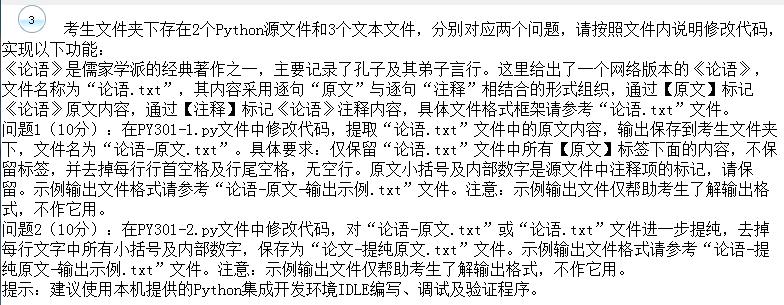 3
考生文件夹下存在2个Python源文件和3个文本文件，分别对应两个问题，请按照文件内说明修改代码，
实现以下功能：
《论语》是儒家学派的经典著作之一，主要记录了孔子及其弟子言行。这里给出了一个网络版本的《论语》，
文件名称为“论语.txt”，其内容采用逐句“原文”与逐句“注释”相结合的形式组织，通过【原文】标记
《论语》原文内容，通过【注释】标记《论语》注释内容，具体文件格式框架请参考“论语.txt”文件。
问题1（10分）：在PY301-1.py文件中修改代码，提取“论语.txt”文件中的原文内容，输出保存到考生文件夹
下，文件名为“论语-原文.txt”。具体要求：仅保留“论语.txt”文件中所有【原文】标签下面的内容，不保
留标签，并去掉每行行首空格及行尾空格，无空行。原文小括号及内部数字是源文件中注释项的标记，请保
留。示例输出文件格式请参考“论语-原文-输出示例.txt”文件。注意：示例输出文件仅帮助考生了解输出格
式，不作它用。
问题2（10分）：在PY301-2.py文件中修改代码，对“论语-原文.txt”或“论语.txt”文件进一步提纯，去掉
每行文字中所有小括号及内部数字，保存为“论文-提纯原文.txt”文件。示例输出文件格式请参考“论语-提
纯原文-输出示例.txt”文件。注意：示例输出文件仅帮助考生了解输出格式，不作它用。
提示：建议使用本机提供的Python集成开发环境IDLE编写、调试及验证程序。